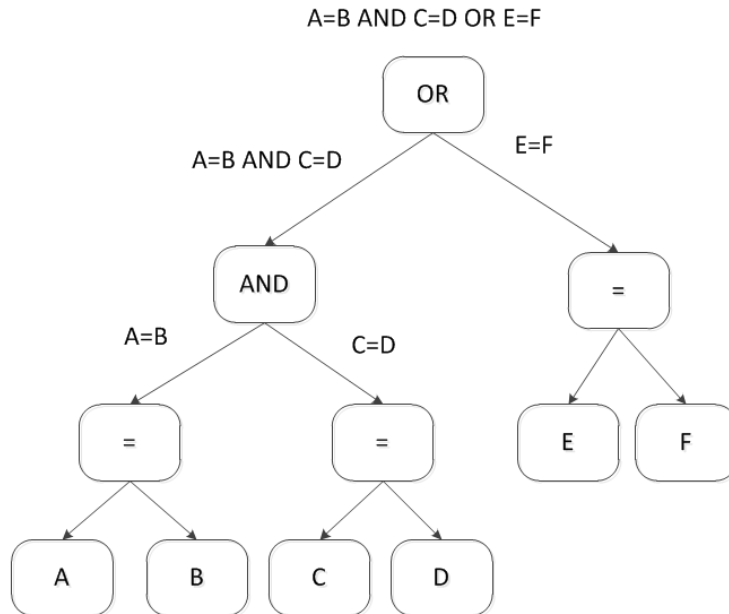 A=B AND C=D OR E=F
OR
A=B AND C=D
E=F
AND
=
A=B
C=D
=
=
E
F
A
B
C
D